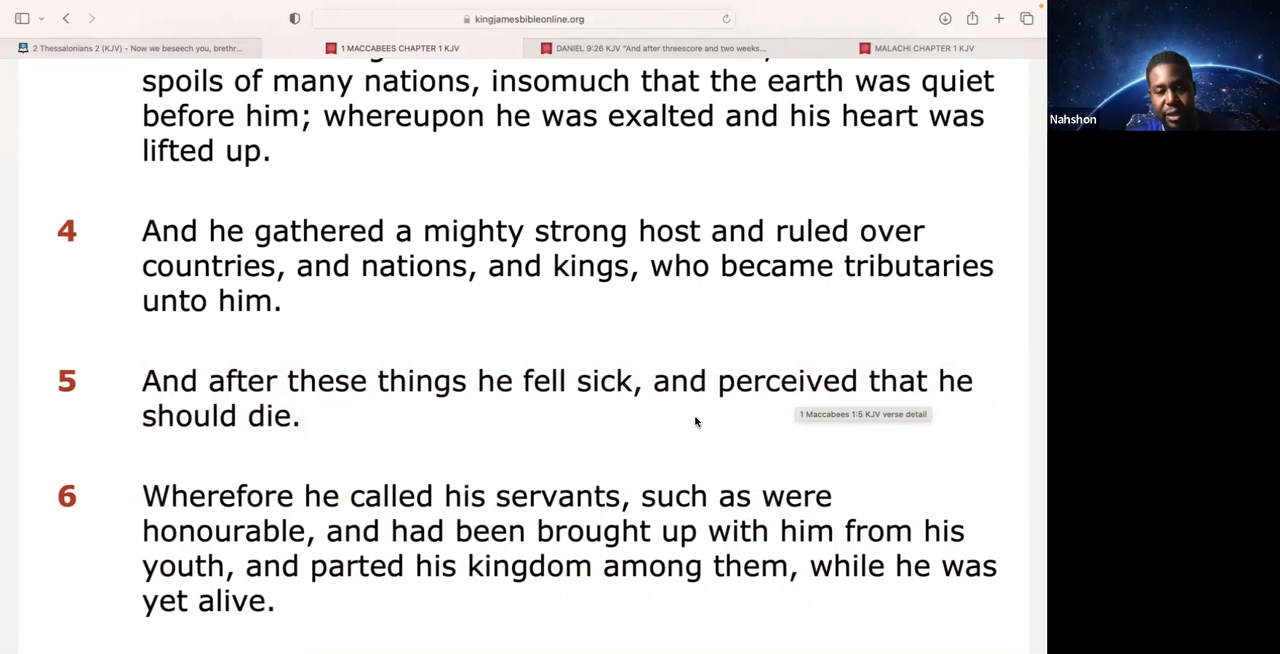 kingjamesbibleonline.org
2 Thessalonians 2 (KJV) - Now we beseech you, brethr...
1 MACCABEES CHAPTER 1 KJV
DANIEL 9:26 KJV "And after threescore and two weeks...
MALACHI CHAPTER 1 KJV
spoils of many nations, insomuch that the earth was quiet
before him; whereupon he was exalted and his heart was
lifted up.
4 And he gathered a mighty strong host and ruled over
countries, and nations, and kings, who became tributaries
unto him.
5 And after these things he fell sick, and perceived that he
should die.
1 Maccabees 1:5 KJV verse detail
6 Wherefore he called his servants, such as were
honourable, and had been brought up with him from his
youth, and parted his kingdom among them, while he was
yet alive.
Nahshon